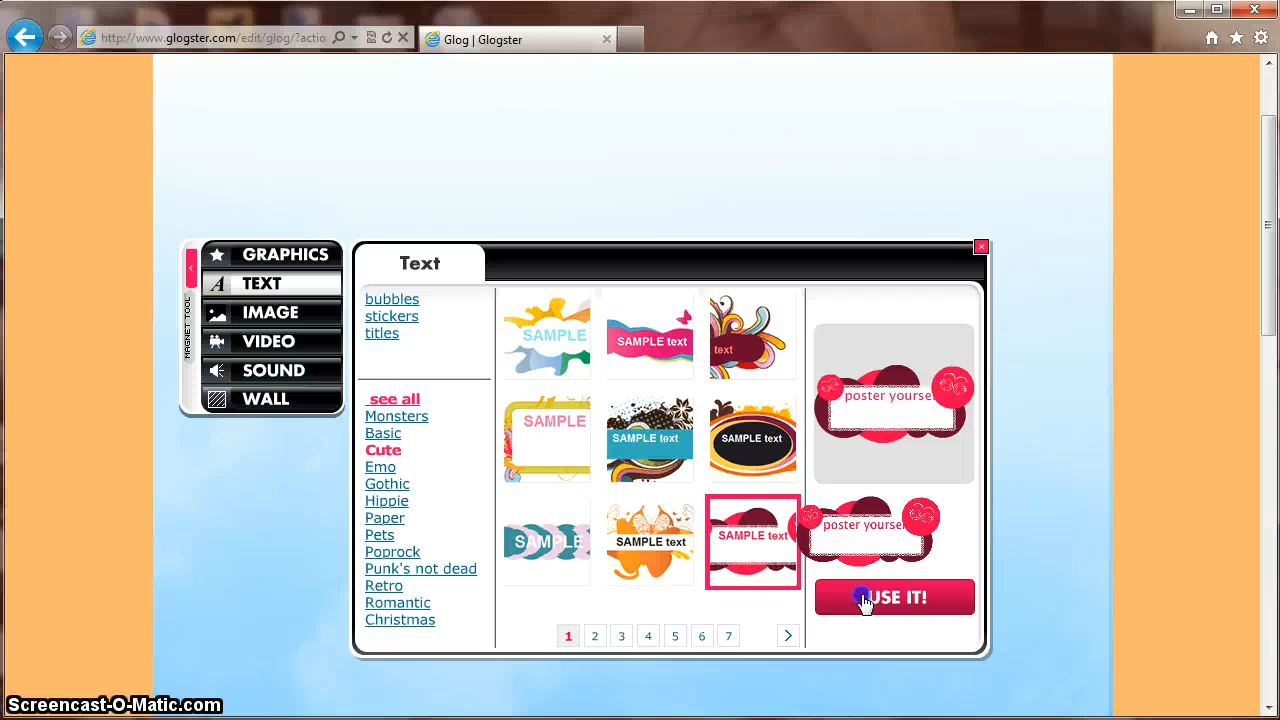 http://www.glogster.com/edit/glog/?actio
Glog | Glogster
GRAPHICS
TEXT
IMAGE
VIDEO
SOUND
WALL
MAGNET TOOL
Text
bubbles
stickers
titles
see all
Monsters
Basic
Cute
Emo
Gothic
Hippie
Paper
Pets
Poprock
Punk's not dead
Retro
Romantic
Christmas
SAMPLE
SAMPLE text
text
SAMPLE
SAMPLE text
SAMPLE text
SAMPLE
SAMPLE text
SAMPLE text
1 2 3 4 5 6 7
poster yourse
poster yourse
USE IT!
Screencast-O-Matic.com